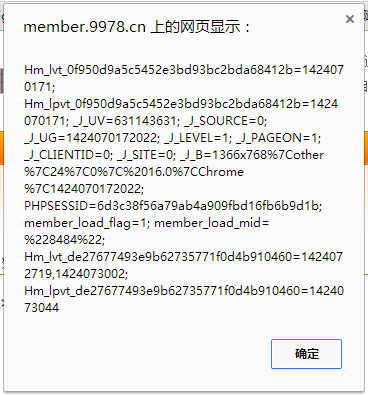 member.9978.cn 上的网页显示：
Hm_lvt_0f950d9a5c5452e3bd93bc2bda68412b=1424070171;
Hm_lpvt_0f950d9a5c5452e3bd93bc2bda68412b=1424070171; _J_UV=631143631; _J_SOURCE=0;
_J_UG=1424070172022; _J_LEVEL=1; _J_PAGEON=1;
_J_CLIENTID=0; _J_SITE=0; _J_B=1366x768%7Cother
%7C24%7C0%7C%2016.0%7CChrome
%7C1424070172022;
PHPSESSID=6d3c38f56a79ab4a909fbd16fb6b9d1b;
member_load_flag=1; member_load_mid=
%228484%22;
Hm_lvt_de27677493e9b62735771f0d4b910460=1424072719,1424073002;
Hm_lpvt_de27677493e9b62735771f0d4b910460=1424073044
确定